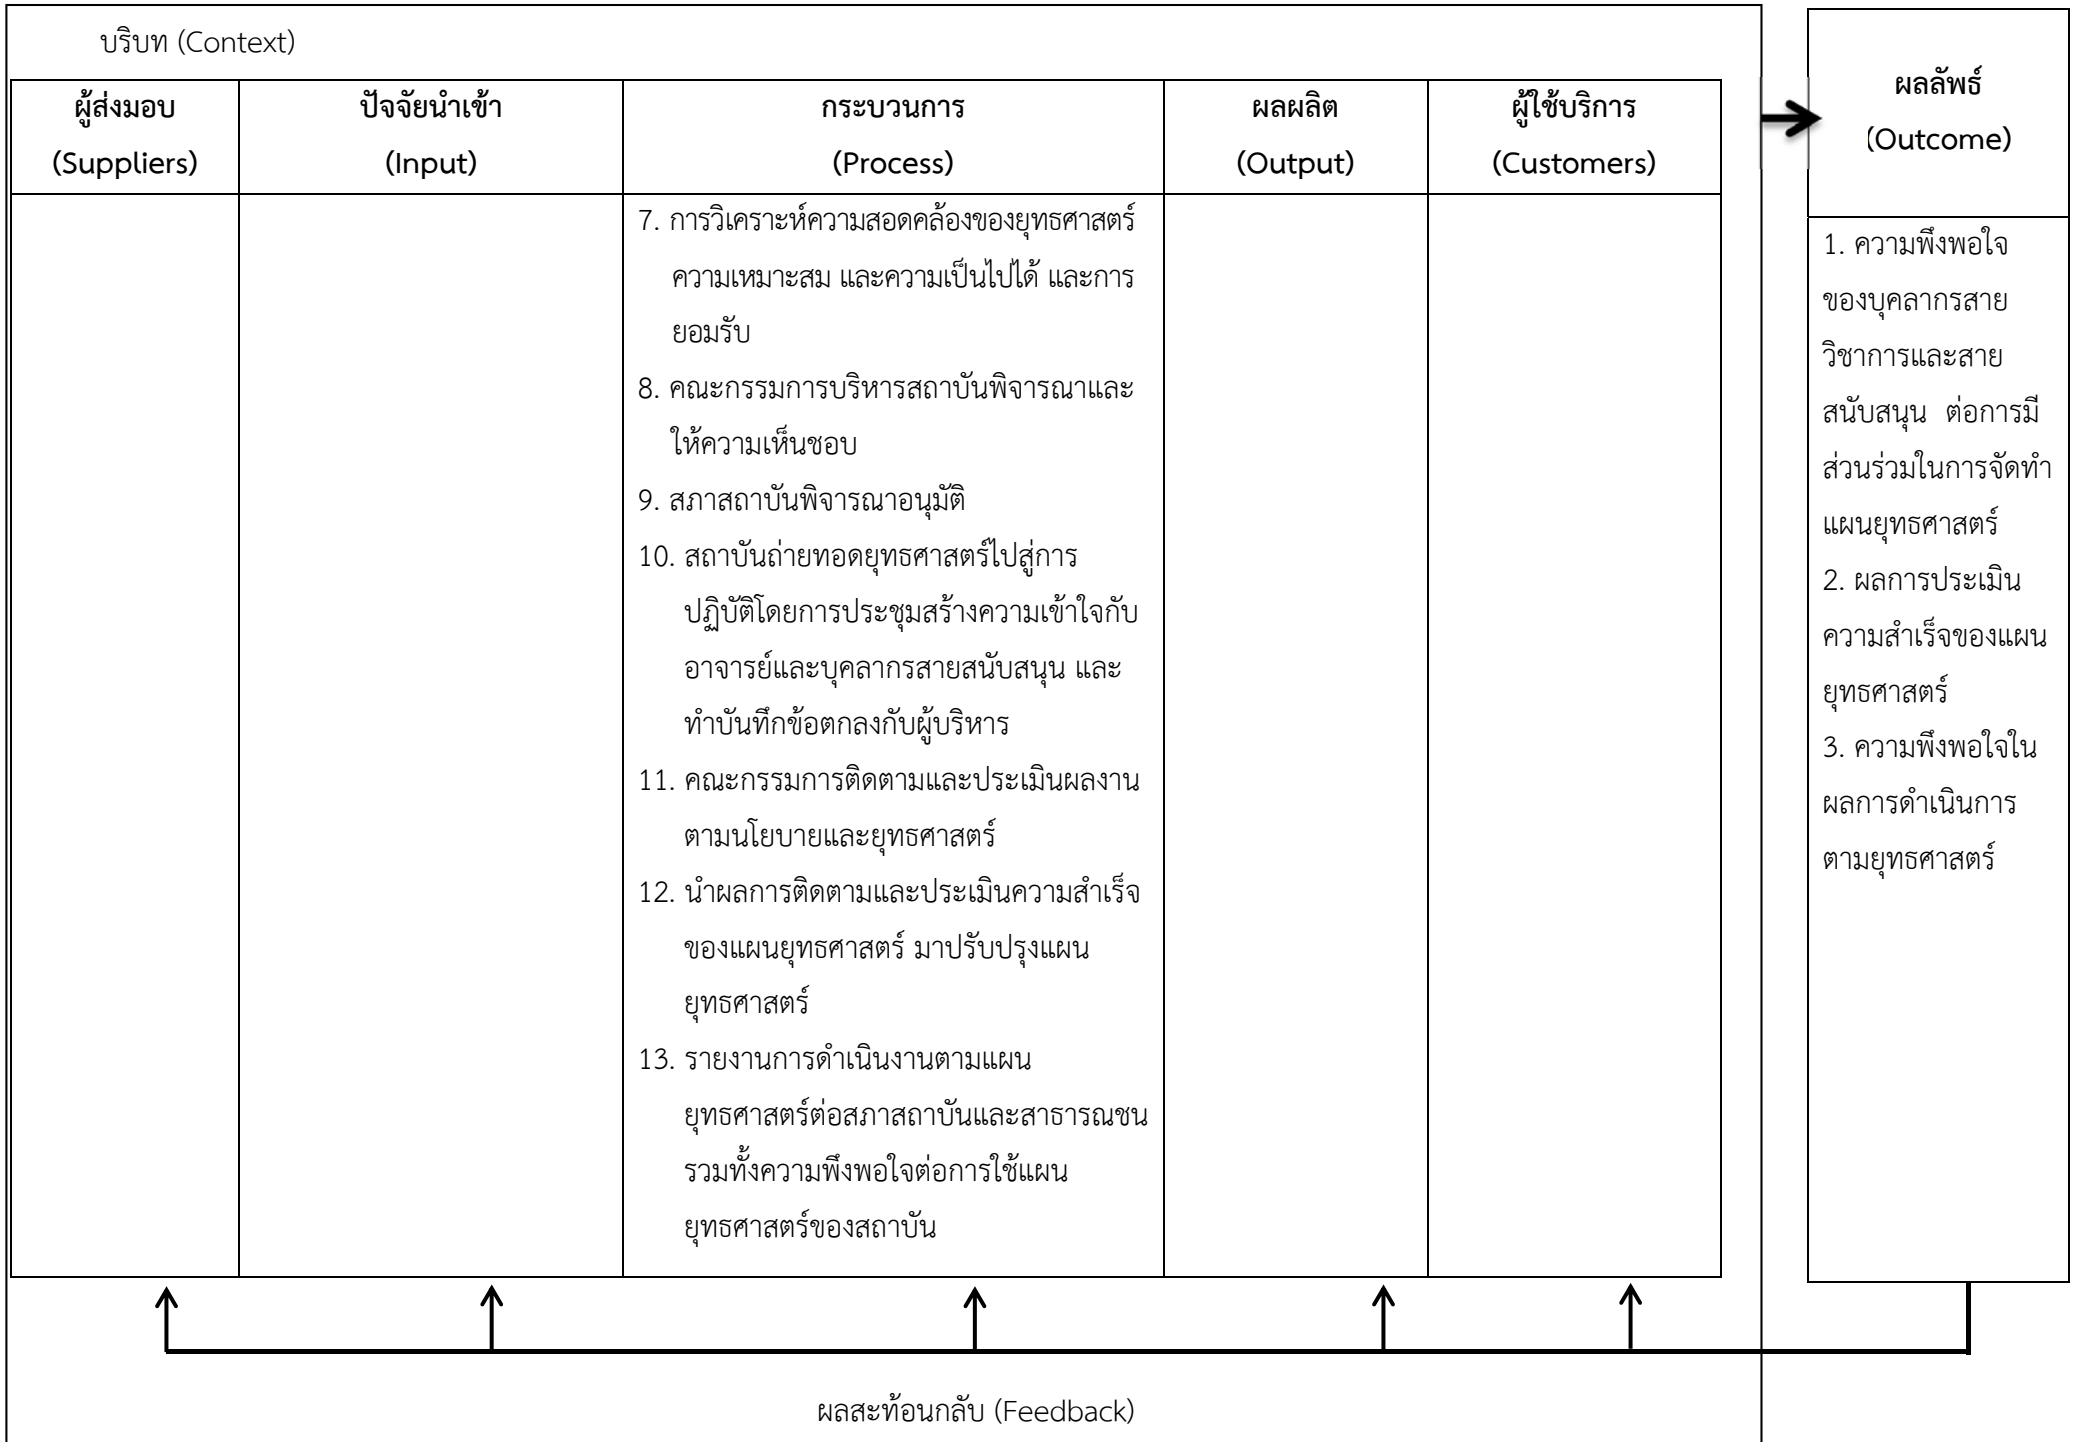 บริบท (Context)
ผู้ส่งมอบ
(Suppliers)
ปัจจัยนำเข้า
(Input)
กระบวนการ
(Process)
ผลผลิต
(Output)
ผู้ใช้บริการ
(Customers)
ผลลัพธ์
(Outcome)
7. การวิเคราะห์ความสอดคล้องของยุทธศาสตร์
ความเหมาะสม และความเป็นไปได้ และการ
ยอมรับ
8. คณะกรรมการบริหารสถาบันพิจารณาและ
ให้ความเห็นชอบ
9. สภาสถาบันพิจารณาอนุมัติ
10. สถาบันถ่ายทอดยุทธศาสตร์ไปสู่การ
ปฏิบัติโดยการประชุมสร้างความเข้าใจกับ
อาจารย์และบุคลากรสายสนับสนุน และ
ทำบันทึกข้อตกลงกับผู้บริหาร
11. คณะกรรมการติดตามและประเมินผลงาน
ตามนโยบายและยุทธศาสตร์
12. นำผลการติดตามและประเมินความสำเร็จ
ของแผนยุทธศาสตร์ มาปรับปรุงแผน
ยุทธศาสตร์
13. รายงานการดำเนินงานตามแผน
ยุทธศาสตร์ต่อสภาสถาบันและสาธารณชน
รวมทั้งความพึงพอใจต่อการใช้แผน
ยุทธศาสตร์ของสถาบัน
1. ความพึงพอใจ
ของบุคลากรสาย
วิชาการและสาย
สนับสนุน ต่อการมี
ส่วนร่วมในการจัดทำ
แผนยุทธศาสตร์
2. ผลการประเมิน
ความสำเร็จของแผน
ยุทธศาสตร์
3. ความพึงพอใจใน
ผลการดำเนินการ
ตามยุทธศาสตร์
ผลสะท้อนกลับ (Feedback)